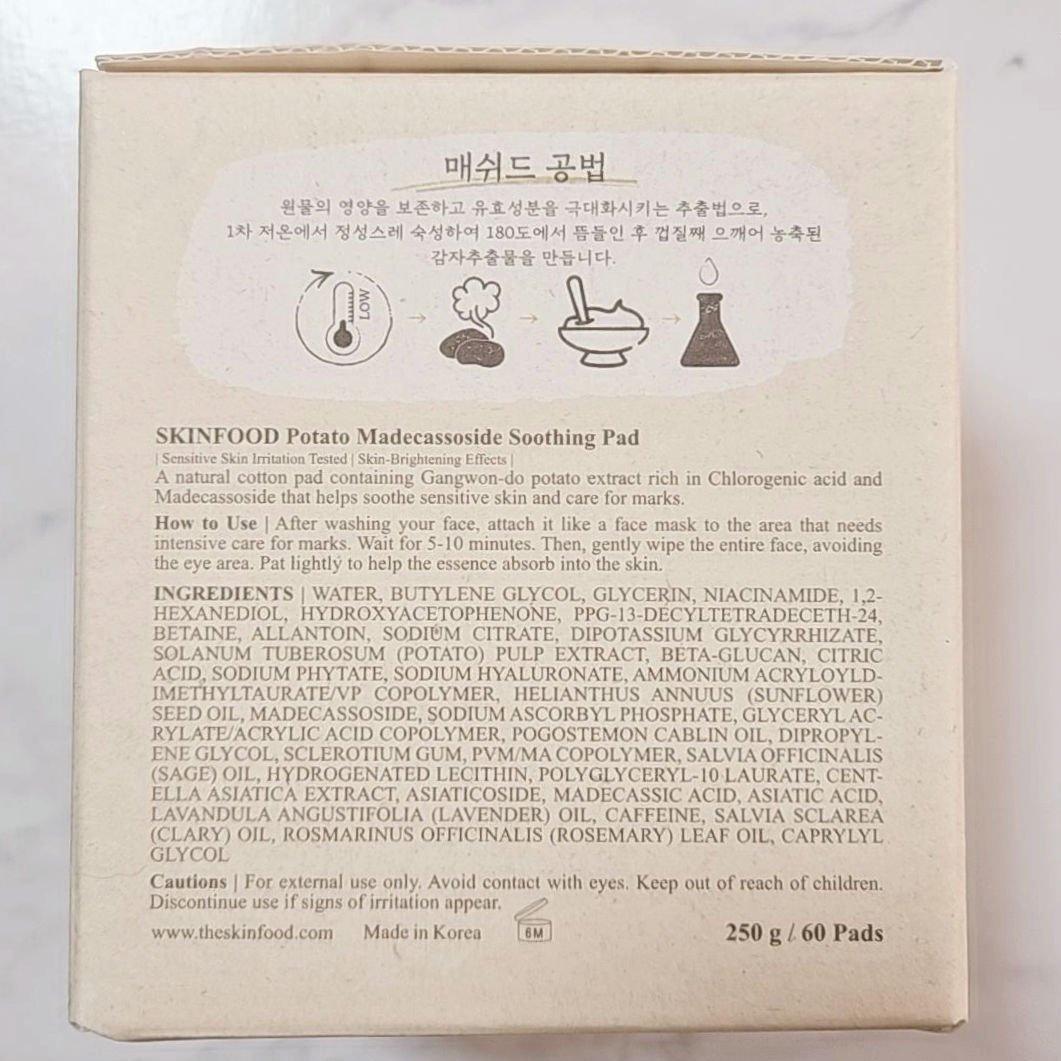 매쉬드 공법
원물의 영양을 보존하고 유효성분을 극대화시키는 추출법으로,
1차 저온에서 정성스레 숙성하여 180도에서 뜸들인 후 껍질째 으깨어 농축된
감자추출물을 만듭니다.
LOW
SKINFOOD Potato Madecassoside Soothing Pad
| Sensitive Skin Irritation Tested | Skin-Brightening Effects |
A natural cotton pad containing Gangwon-do potato extract rich in Chlorogenic acid and
Madecassoside that helps soothe sensitive skin and care for marks.
How to Use | After washing your face, attach it like a face mask to the area that needs
intensive care for marks. Wait for 5-10 minutes. Then, gently wipe the entire face, avoiding
the eye area. Pat lightly to help the essence absorb into the skin.
INGREDIENTS | WATER, BUTYLENE GLYCOL, GLYCERIN, NIACINAMIDE, 1,2-
HEXANEDIOL, HYDROXYACETOPHENONE, PPG-13-DECYLTETRADECETH-24,
BETAINE, ALLANTOIN, SODIUM CITRATE, DIPOTASSIUM GLYCYRRHIZATE,
SOLANUM TUBEROSUM (POTATO) PULP EXTRACT, BETA-GLUCAN, CITRIC
ACID, SODIUM PHYTATE, SODIUM HYALURONATE, AMMONIUM ACRYLOYLD-
IMETHYLTAURATE/VP COPOLYMER, HELIANTHUS ANNUUS (SUNFLOWER)
SEED OIL, MADECASSOSIDE, SODIUM ASCORBYL PHOSPHATE, GLYCERYL AC-
RYLATE/ACRYLIC ACID COPOLYMER, POGOSTEMON CABLIN OIL, DIPROPYL-
ENE GLYCOL, SCLEROTIUM GUM, PVM/MA COPOLYMER, SALVIA OFFICINALIS
(SAGE) OIL, HYDROGENATED LECITHIN, POLYGLYCERYL-10 LAURATE, CENT-
ELLA ASIATICA EXTRACT, ASIATICOSIDE, MADECASSIC ACID, ASIATIC ACID,
LAVANDULA ANGUSTIFOLIA (LAVENDER) OIL, CAFFEINE, SALVIA SCLAREA
(CLARY) OIL, ROSMARINUS OFFICINALIS (ROSEMARY) LEAF OIL, CAPRYLYL
GLYCOL
Cautions | For external use only. Avoid contact with eyes. Keep out of reach of children.
Discontinue use if signs of irritation appear.
www.theskinfood.com Made in Korea 6M 250 g / 60 Pads